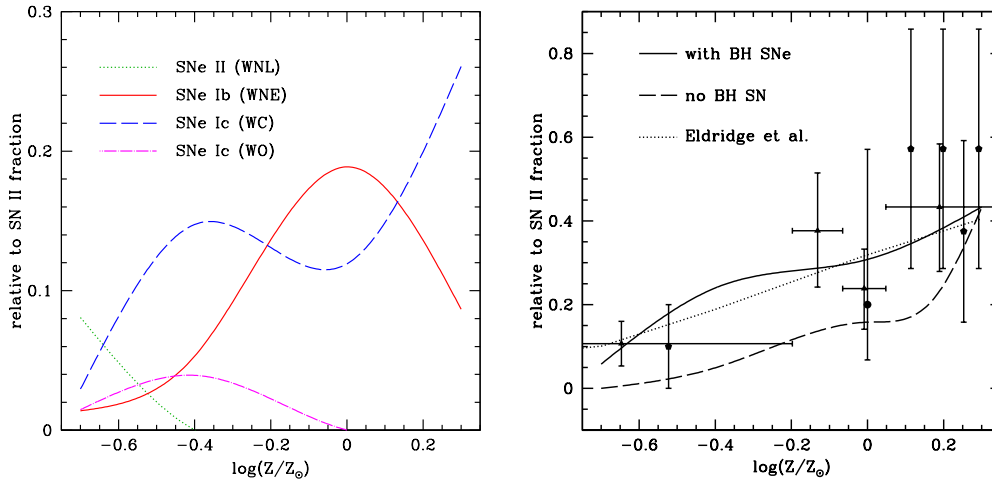 0.3
SNe II (WNL)
SNe Ib (WNE)
SNe Ic (WC)
SNe Ic (WO)
0.2
0.1
0
relative to SN II fraction
−0.6 −0.4 −0.2 0 0.2
log(Z/Z⊙)
0.8
with BH SNe
no BH SN
Eldridge et al.
0.6
0.4
0.2
0
relative to SN II fraction
−0.6 −0.4 −0.2 0 0.2
log(Z/Z⊙)